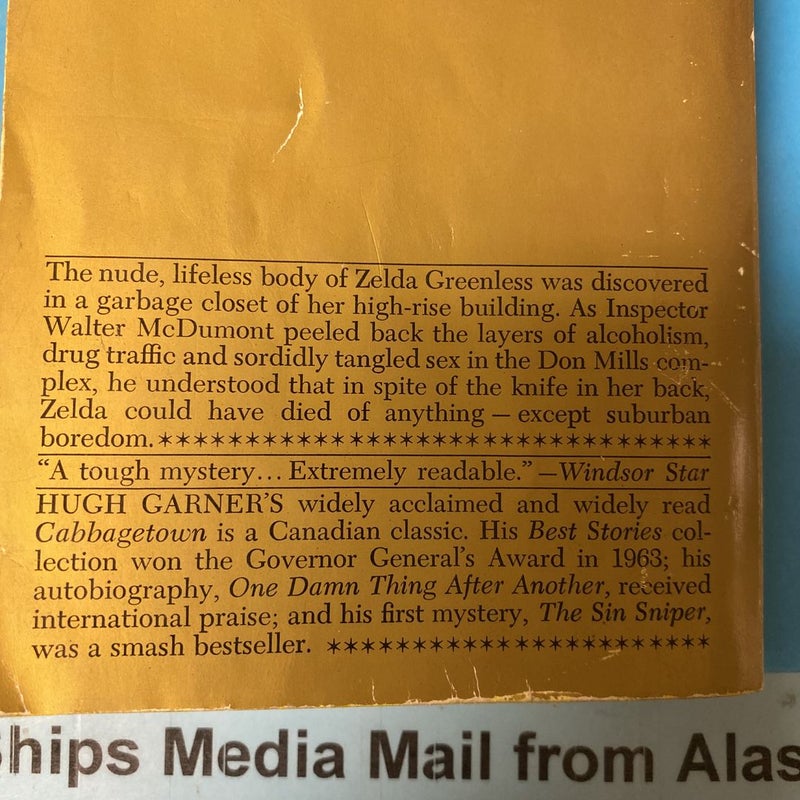 The nude, lifeless body of Zelda Greenless was discovered
in a garbage closet of her high-rise building. As Inspector
Walter McDumont peeled back the layers of alcoholism,
drug traffic and sordidly tangled sex in the Don Mills com-
plex, he understood that in spite of the knife in her back,
Zelda could have died of anything — except suburban
boredom. **************************************
“A tough mystery... Extremely readable.” —Windsor Star
HUGH GARNER'S widely acclaimed and widely read
Cabbagetown is a Canadian classic. His Best Stories col-
lection won the Governor General's Award in 1963; his
autobiography, One Damn Thing After Another, received
international praise; and his first mystery, The Sin Sniper,
was a smash bestseller. **************************
Ships Media Mail from Alas